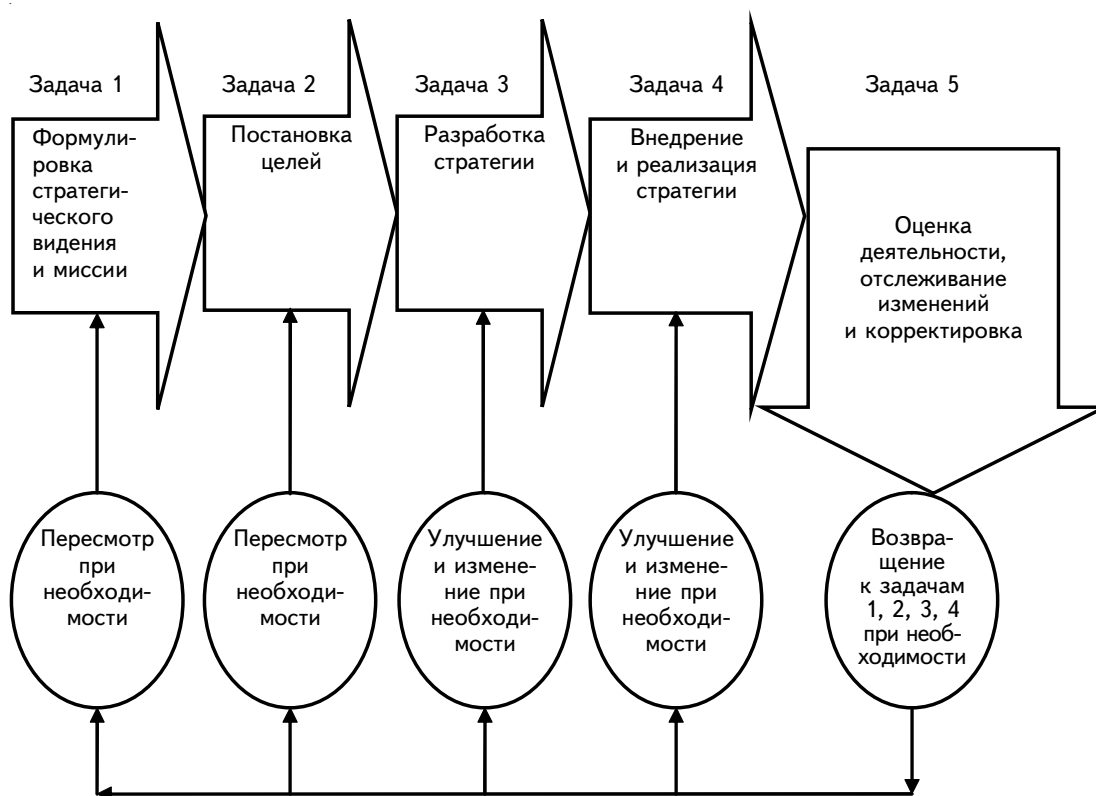 Задача 1
Задача 2
Задача 3
Задача 4
Задача 5
Формули-
ровка
стратеги-
ческого
видения
и миссии
Постановка
целей
Разработка
стратегии
Внедрение
и реализация
стратегии
Оценка
деятельности,
отслеживание
изменений
и корректировка
Пересмотр
при
необходи-
мости
Пересмотр
при
необходи-
мости
Улучшение
и измене-
ние при
необходи-
мости
Улучшение
и измене-
ние при
необходи-
мости
Возвра-
щение
к задачам
1, 2, 3, 4
при необ-
ходимости